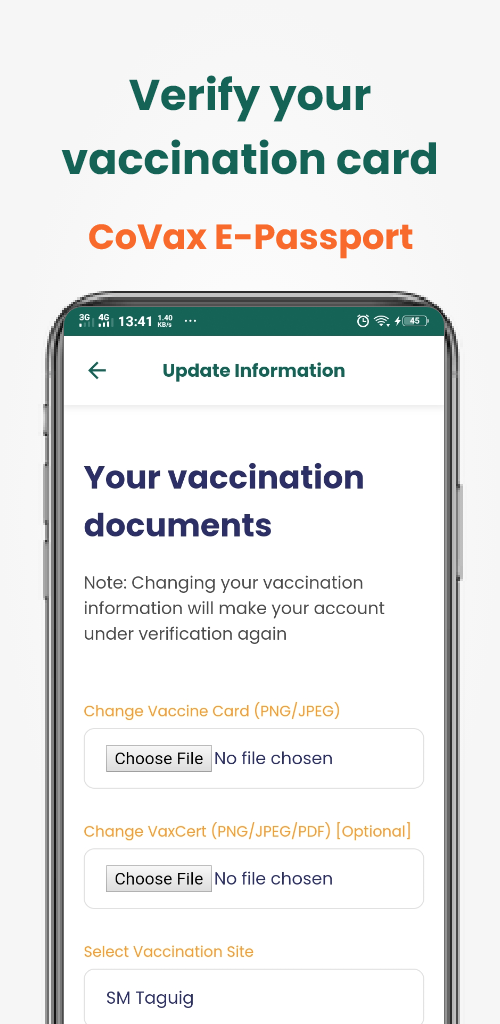 Verify your
vaccination card
CoVax E-Passport
3G 4G 13:41 1.40 KB/s ... 45
Update Information
Your vaccination
documents
Note: Changing your vaccination
information will make your account
under verification again
Change Vaccine Card (PNG/JPEG)
Choose File No file chosen
Change VaxCert (PNG/JPEG/PDF) [Optional]
Choose File No file chosen
Select Vaccination Site
SM Taguig